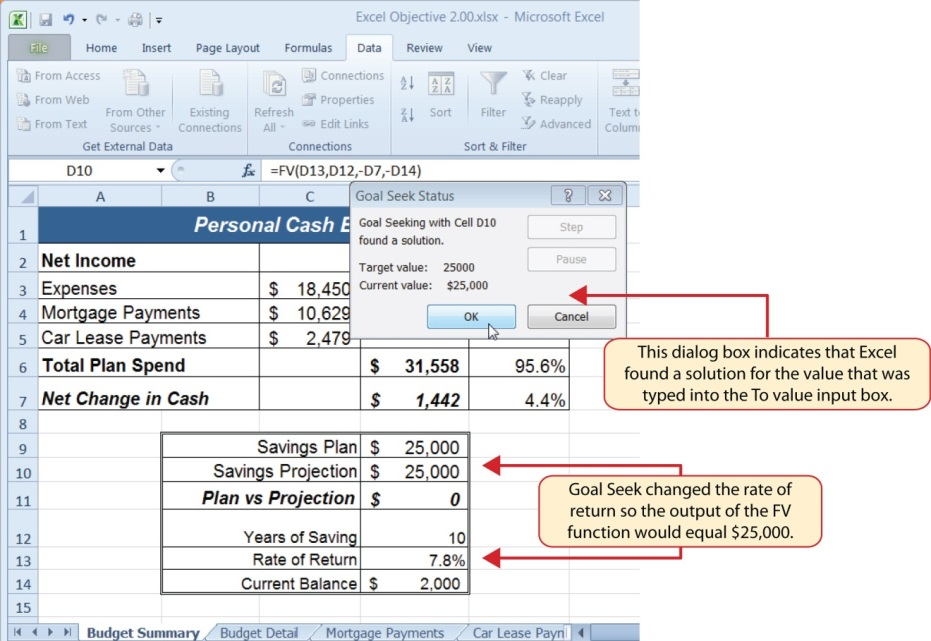 Excel Objective 2.00.xlsx - Microsoft Excel
File Home Insert Page Layout Formulas Data Review View
From Access
From Web
From Text
From Other
Sources
Get External Data
Existing
Connections
Refresh
All
Connections
Properties
Edit Links
Connections
Sort
Filter
Clear
Reapply
Advanced
Sort & Filter
Text t
Colum
D10 fx =FV(D13,D12,-D7,-D14)
A B C
1 Personal Cash B
2 Net Income
3 Expenses $ 18,450
4 Mortgage Payments $ 10,629
5 Car Lease Payments $ 2,479
6 Total Plan Spend $ 31,558 95.6%
7 Net Change in Cash $ 1,442 4.4%
8
9 Savings Plan $ 25,000
10 Savings Projection $ 25,000
11 Plan vs Projection $ 0
12 Years of Saving 10
13 Rate of Return 7.8%
14 Current Balance $ 2,000
15
Budget Summary Budget Detail Mortgage Payments Car Lease Payn
Goal Seek Status
Goal Seeking with Cell D10
found a solution.
Target value: 25000
Current value: $25,000
Step
Pause
OK Cancel
This dialog box indicates that Excel
found a solution for the value that was
typed into the To value input box.
Goal Seek changed the rate of
return so the output of the FV
function would equal $25,000.